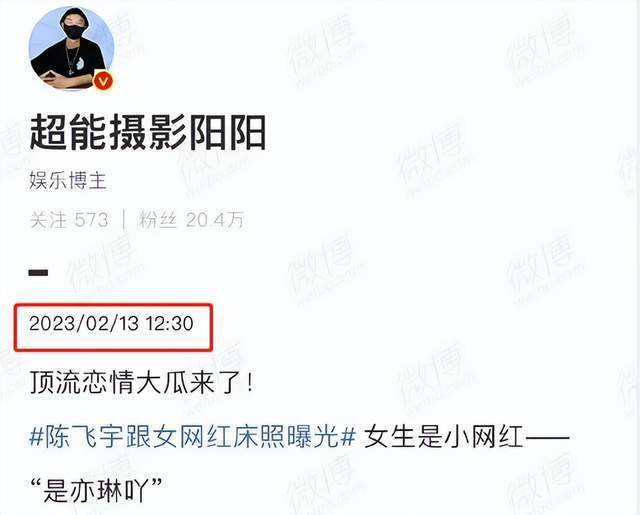 超能摄影阳阳
娱乐博主
关注 573 | 粉丝 20.4万
2023/02/13 12:30
顶流恋情大瓜来了！
#陈飞宇跟女网红床照曝光# 女生是小网红——
“是亦琳吖”